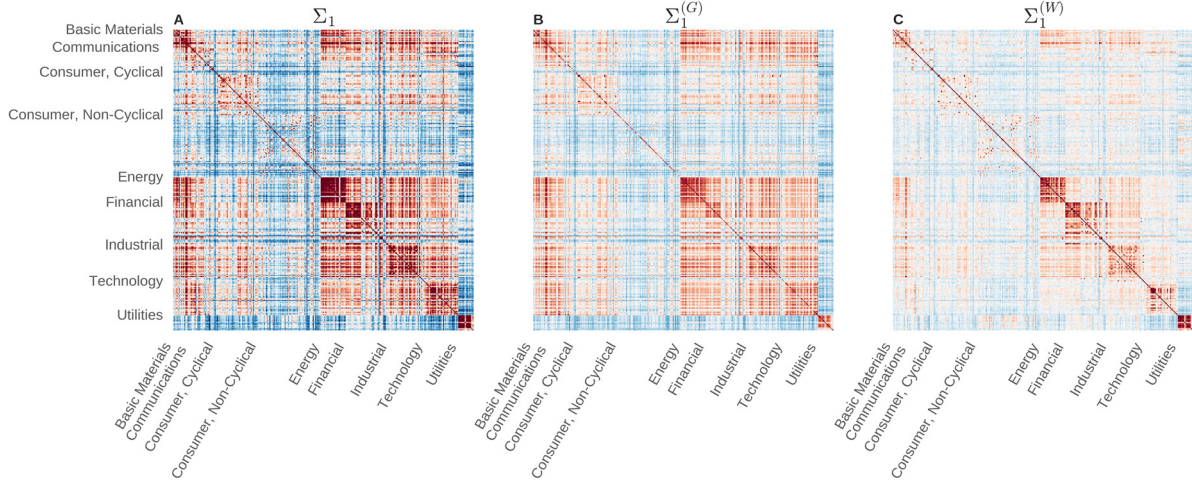 A
Σ₁
B
Σ₁⁽ᴳ⁾
C
Σ₁⁽ᵂ⁾
Basic Materials
Communications
Consumer, Cyclical
Consumer, Non-Cyclical
Energy
Financial
Industrial
Technology
Utilities
Basic Materials
Communications
Consumer, Cyclical
Consumer, Non-Cyclical
Energy
Financial
Industrial
Technology
Utilities
Basic Materials
Communications
Consumer, Cyclical
Consumer, Non-Cyclical
Energy
Financial
Industrial
Technology
Utilities
Basic Materials
Communications
Consumer, Cyclical
Consumer, Non-Cyclical
Energy
Financial
Industrial
Technology
Utilities